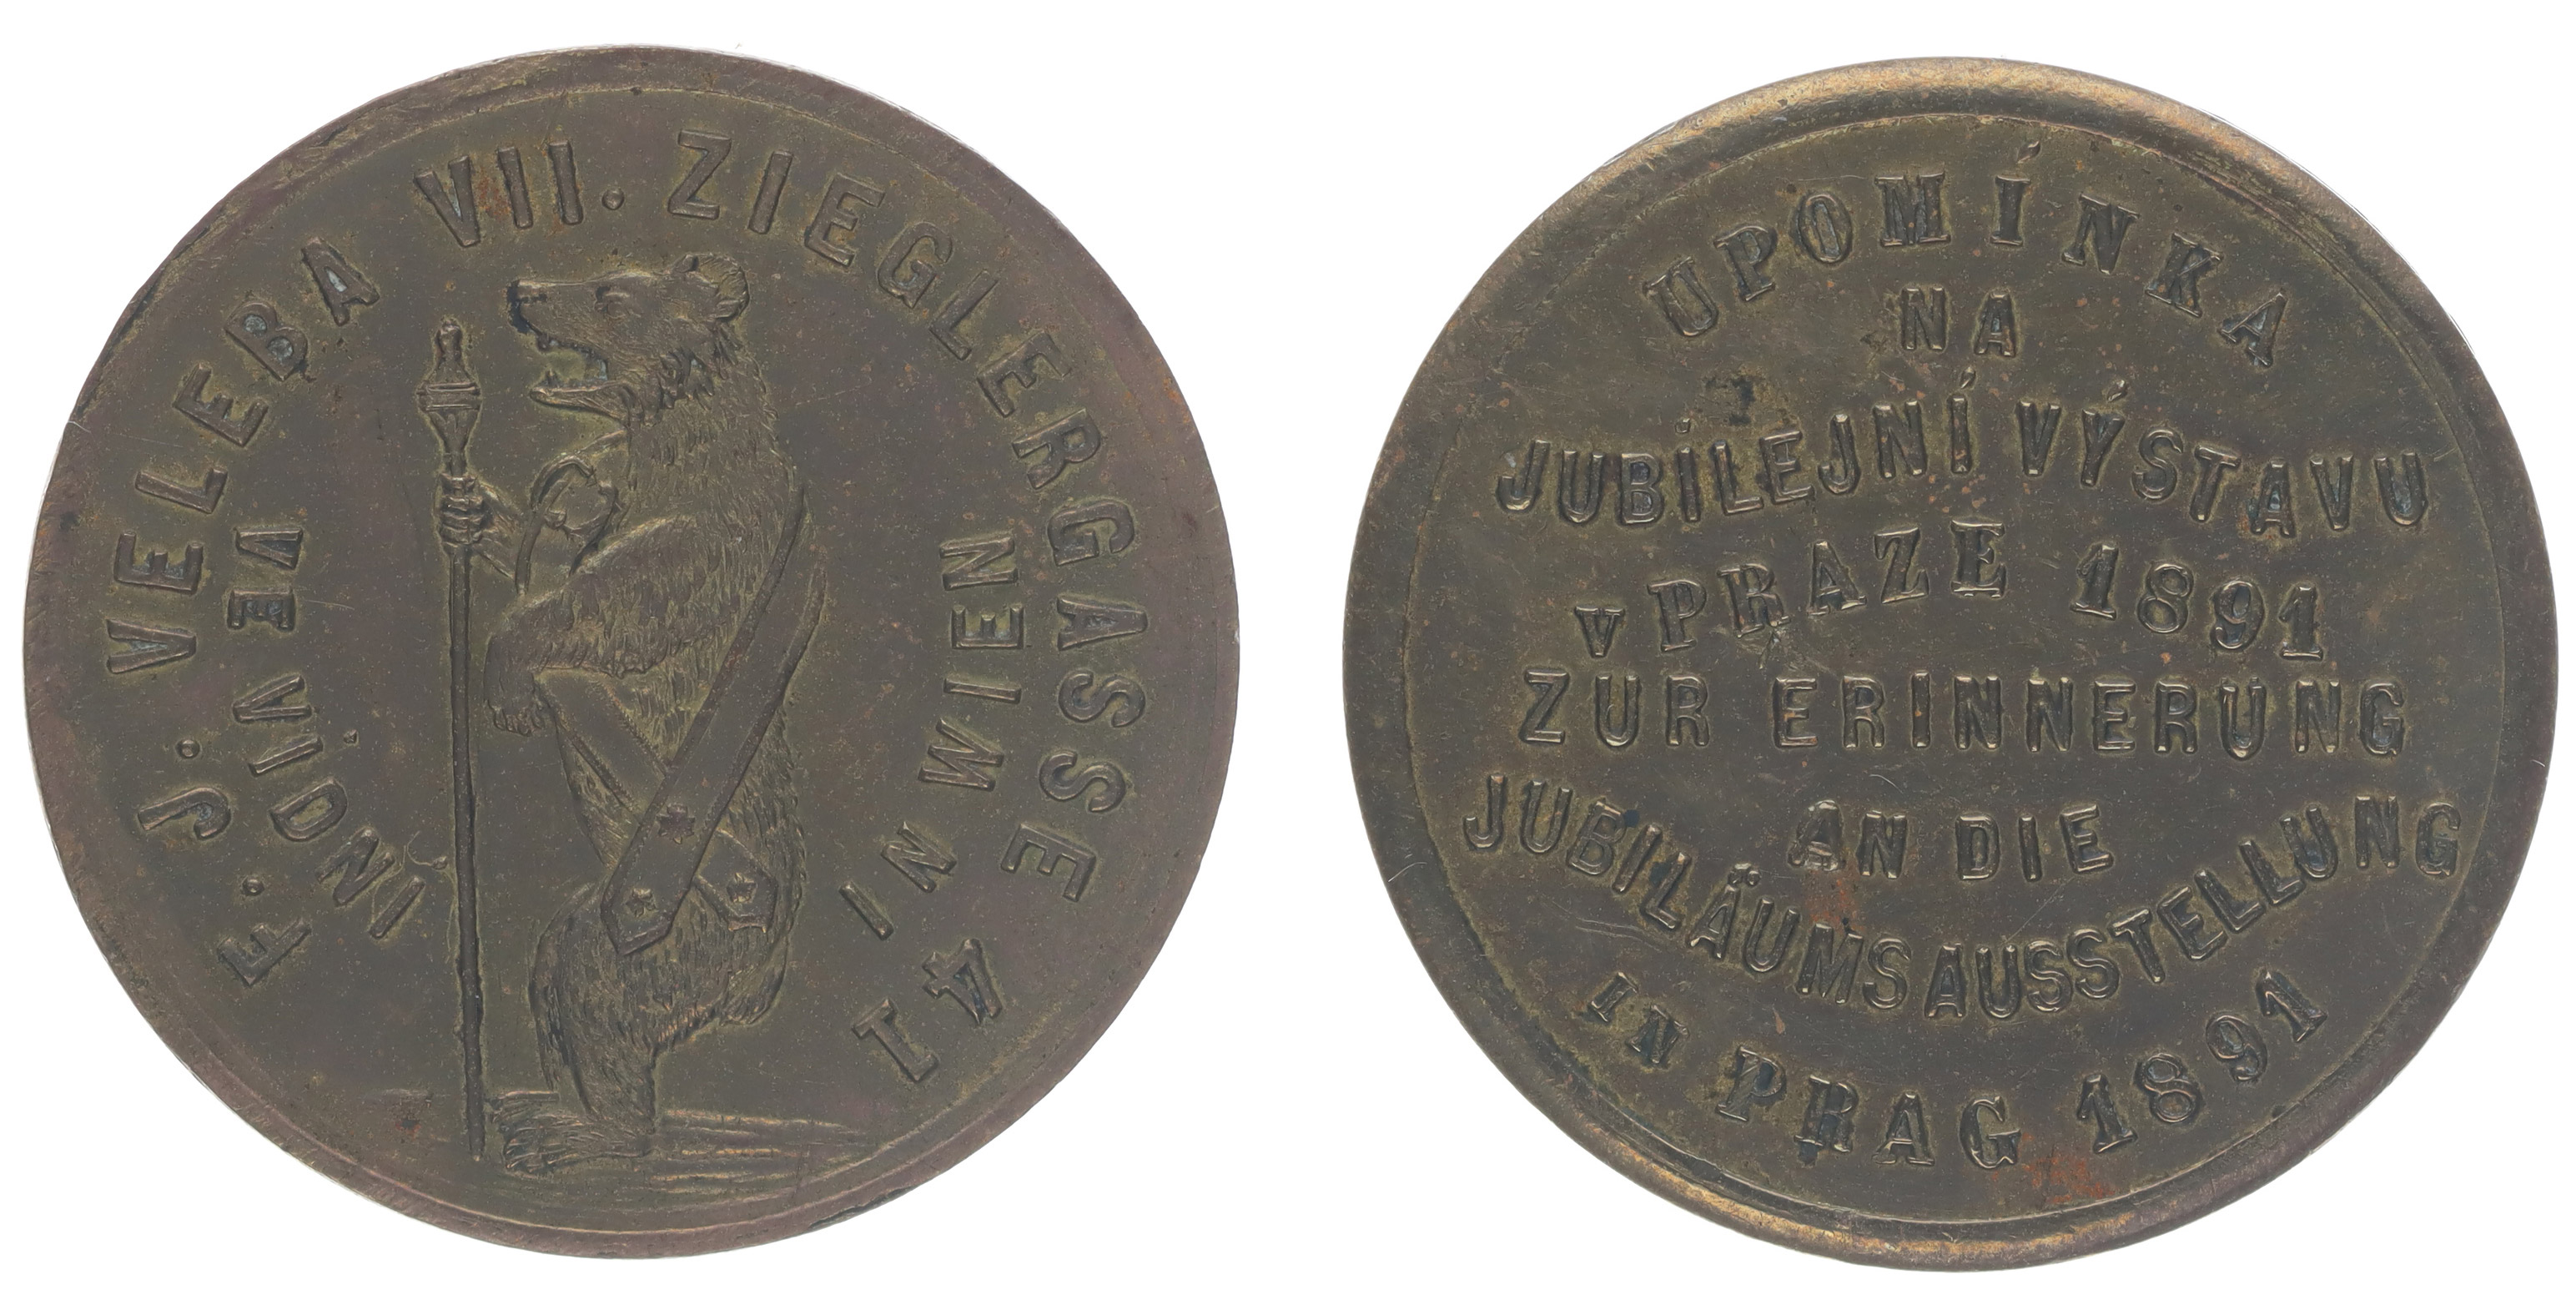 F. J. VELEBA VII. ZIEGLERGASSE 41
VE VÍDNI
IN WIEN
UPOMÍNKA
NA
JUBÍLEJNÍ VÝSTAVU
v PRAZE 1891
ZUR ERINNERUNG
AN DIE
JUBILÄUMSAUSSTELLUNG
IN PRAG 1891